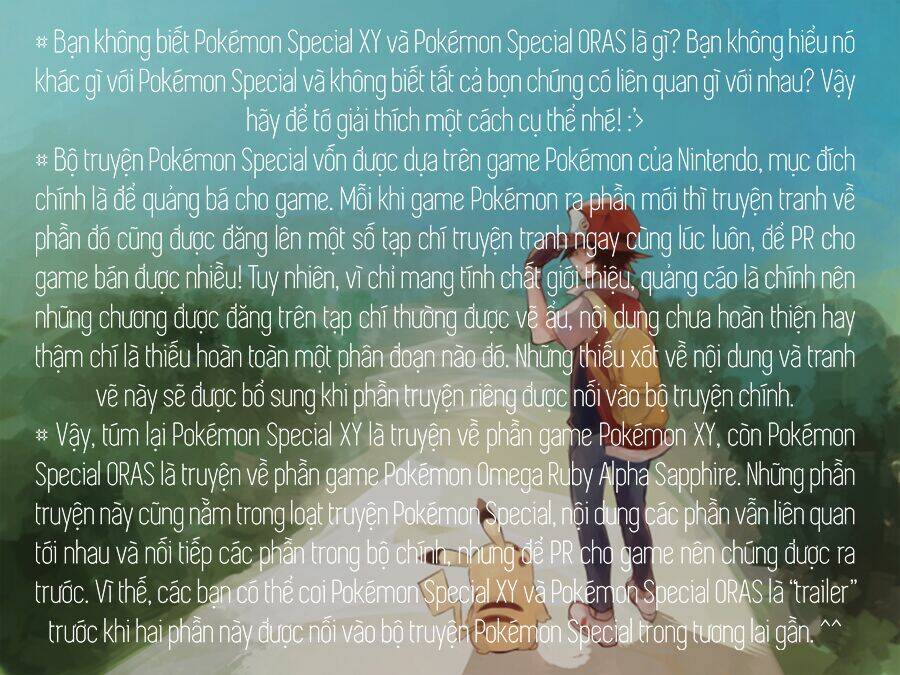 # Bạn không biết Pokémon Special XY và Pokémon Special ORAS là gì? Bạn không hiểu nó
khác gì với Pokémon Special và không biết tất cả bọn chúng có liên quan gì với nhau? Vậy
hãy để tớ giải thích một cách cụ thể nhé! :'>
# Bộ truyện Pokémon Special vốn được dựa trên game Pokémon của Nintendo, mục đích
chính là để quảng bá cho game. Mỗi khi game Pokémon ra phần mới thì truyện tranh về
phần đó cũng được đăng lên một số tạp chí truyện tranh ngay cùng lúc luôn, để PR cho
game bán được nhiều! Tuy nhiên, vì chỉ mang tính chất giới thiệu, quảng cáo là chính nên
những chương được đăng trên tạp chí thường được vẽ ẩu, nội dung chưa hoàn thiện hay
thậm chí là thiếu hoàn toàn một phân đoạn nào đó. Những thiếu xót về nội dung và tranh
vẽ này sẽ được bổ sung khi phần truyện riêng được nối vào bộ truyện chính.
# Vậy, túm lại Pokémon Special XY là truyện về phần game Pokémon XY, còn Pokémon
Special ORAS là truyện về phần game Pokémon Omega Ruby Alpha Sapphire. Những phần
truyện này cũng nằm trong loạt truyện Pokémon Special, nội dung các phần vẫn liên quan
tới nhau và nối tiếp các phần trong bộ chính, nhưng để PR cho game nên chúng được ra
trước. Vì thế, các bạn có thể coi Pokémon Special XY và Pokémon Special ORAS là “trailer”
trước khi hai phần này được nối vào bộ truyện Pokémon Special trong tương lai gần. ^^